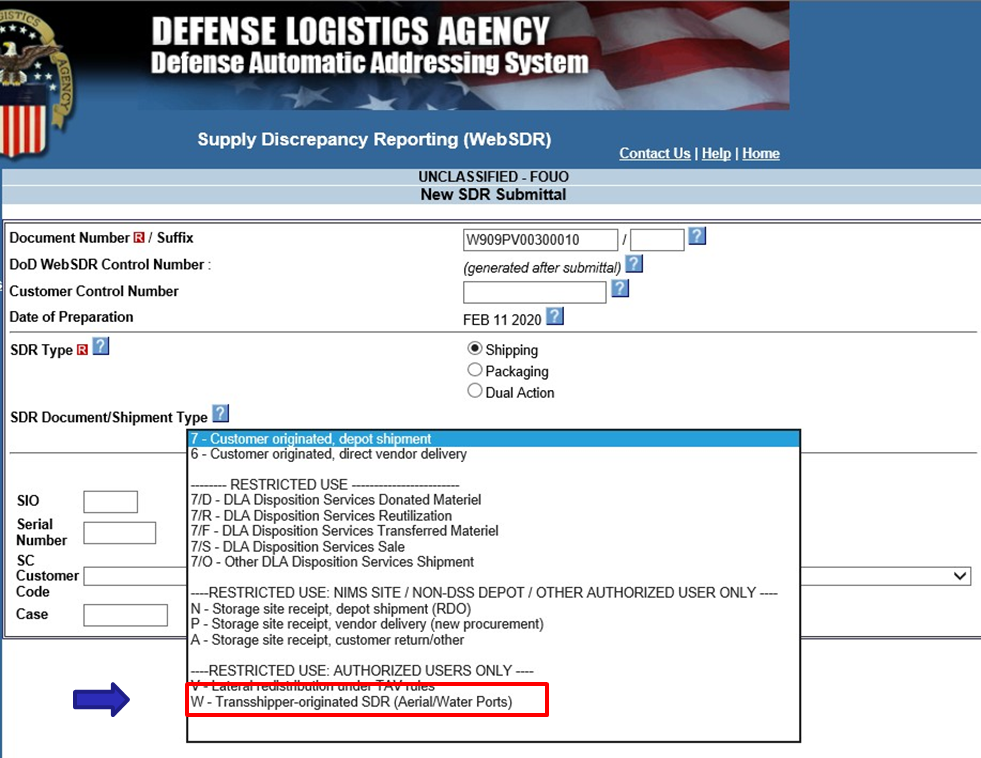 ISTICS
AGENCY
DEFENSE LOGISTICS AGENCY
Defense Automatic Addressing System
Supply Discrepancy Reporting (WebSDR)
Contact Us | Help | Home
UNCLASSIFIED - FOUO
New SDR Submittal
Document Number R / Suffix W909PV00300010 / ?
DoD WebSDR Control Number : (generated after submittal) ?
Customer Control Number ?
Date of Preparation FEB 11 2020 ?
SDR Type R ? Shipping
Packaging
Dual Action
SDR Document/Shipment Type ?
7 - Customer originated, depot shipment
6 - Customer originated, direct vendor delivery
-------- RESTRICTED USE -------------------------
7/D - DLA Disposition Services Donated Materiel
7/R - DLA Disposition Services Reutilization
7/F - DLA Disposition Services Transferred Materiel
7/S - DLA Disposition Services Sale
7/O - Other DLA Disposition Services Shipment
----RESTRICTED USE: NIMS SITE / NON-DSS DEPOT / OTHER AUTHORIZED USER ONLY ----
N - Storage site receipt, depot shipment (RDO)
P - Storage site receipt, vendor delivery (new procurement)
A - Storage site receipt, customer return/other
----RESTRICTED USE: AUTHORIZED USERS ONLY ----
V - Lateral redistribution under TAV rules
W - Transshipper-originated SDR (Aerial/Water Ports)
SIO
Serial
Number
SC
Customer
Code
Case